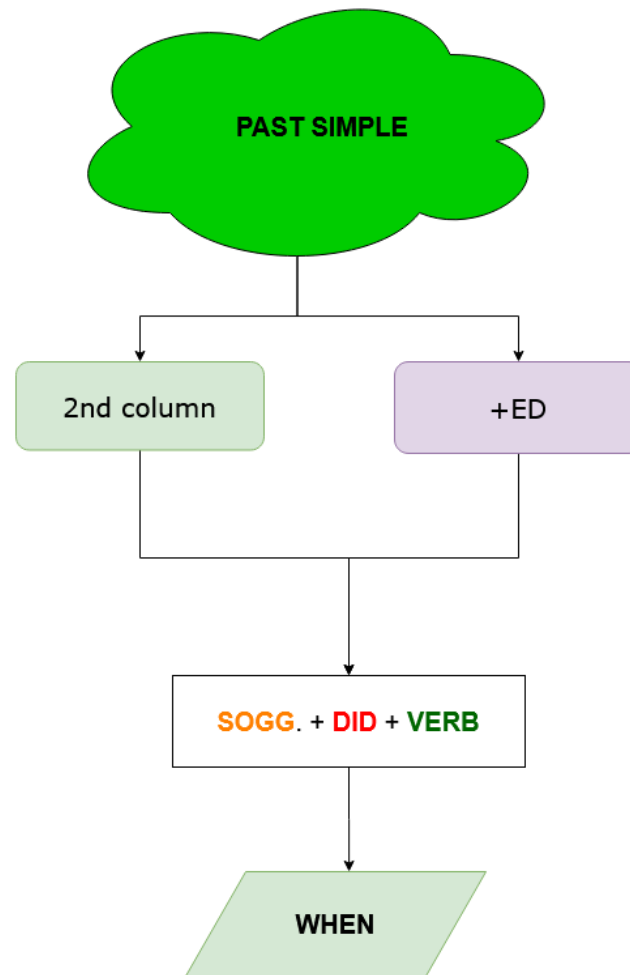 PAST SIMPLE
2nd column
+ED
SOGG. + DID + VERB
WHEN